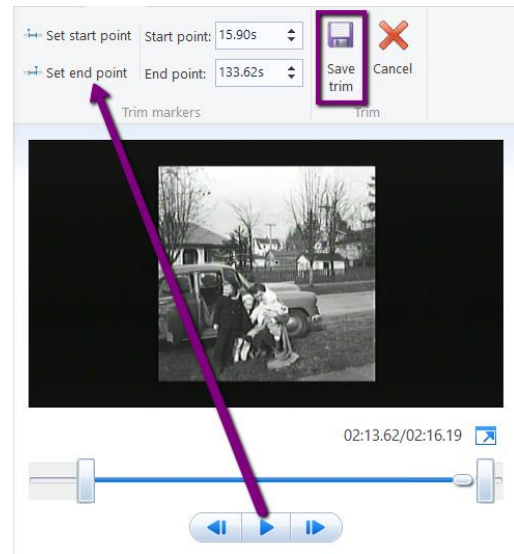 Set start point Start point: 15.90s
Set end point End point: 133.62s
Save trim
Cancel
Trim markers
Trim
02:13.62/02:16.19